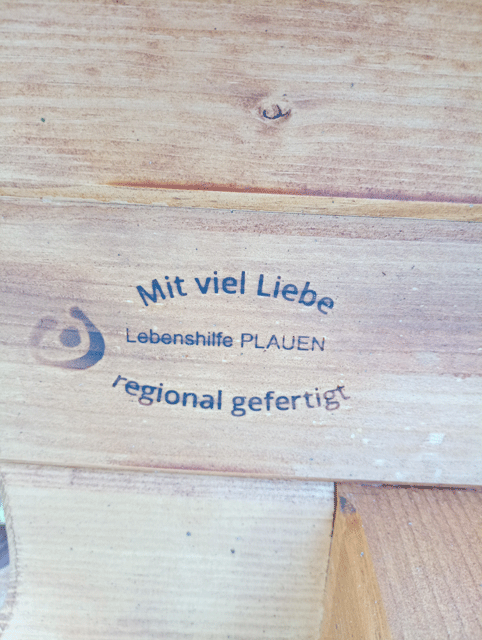 Mit viel Liebe
Lebenshilfe PLAUEN
regional gefertigt